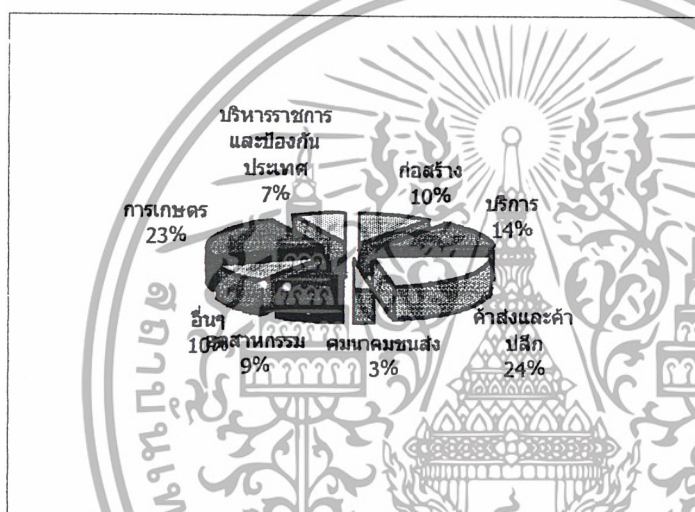 บริหารราชการ
และป้องกัน
ประเทศ
7%
ก่อสร้าง
10%
บริการ
14%
การเกษตร
23%
ค้าส่งและค้า
ปลีก
24%
คมนาคมขนส่ง
3%
อื่นๆ
10%
อุตสาหกรรม
9%